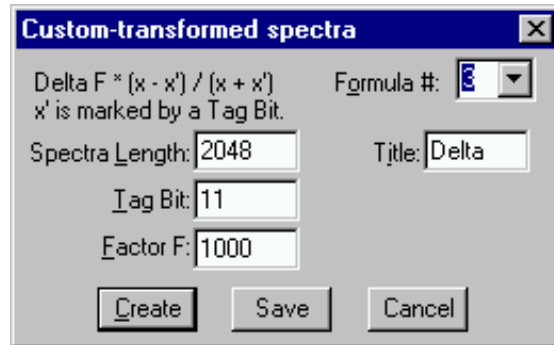 Custom-transformed spectra
Delta F * (x - x') / (x + x')
x' is marked by a Tag Bit.
Formula #: 3
Spectra Length: 2048
Title: Delta
Tag Bit: 11
Factor F: 1000
Create Save Cancel